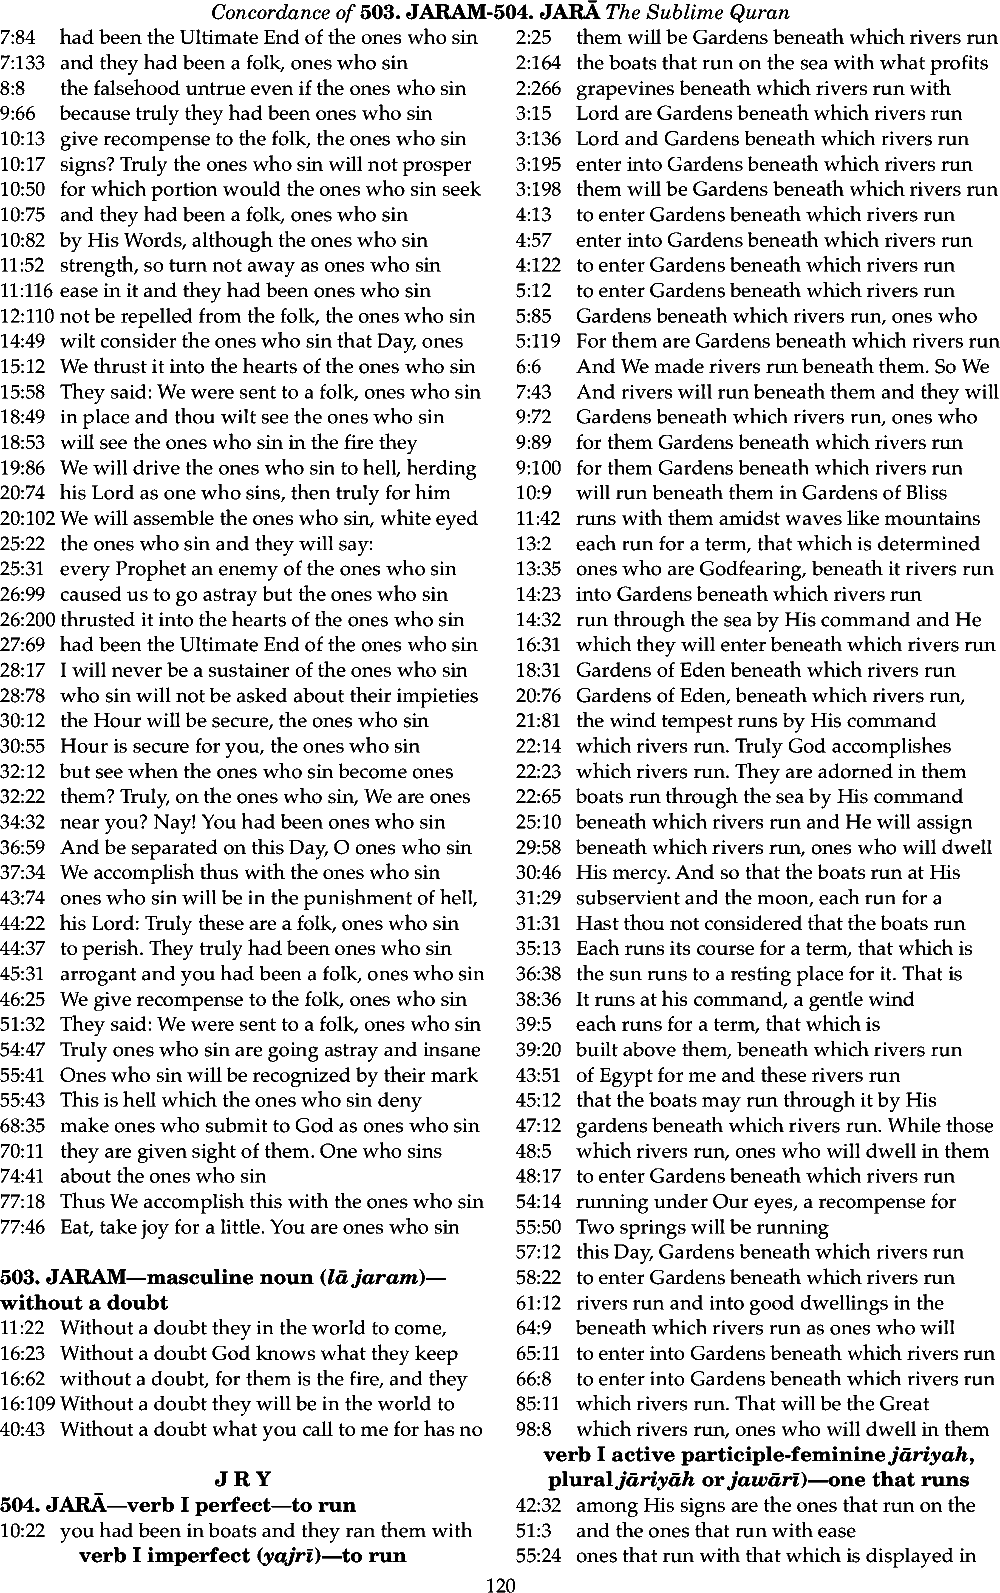 Concordance of 503. JARAM-504. JARĀ The Sublime Quran
7:84 had been the Ultimate End of the ones who sin
7:133 and they had been a folk, ones who sin
8:8 the falsehood untrue even if the ones who sin
9:66 because truly they had been ones who sin
10:13 give recompense to the folk, the ones who sin
10:17 signs? Truly the ones who sin will not prosper
10:50 for which portion would the ones who sin seek
10:75 and they had been a folk, ones who sin
10:82 by His Words, although the ones who sin
11:52 strength, so turn not away as ones who sin
11:116 ease in it and they had been ones who sin
12:110 not be repelled from the folk, the ones who sin
14:49 wilt consider the ones who sin that Day, ones
15:12 We thrust it into the hearts of the ones who sin
15:58 They said: We were sent to a folk, ones who sin
18:49 in place and thou wilt see the ones who sin
18:53 will see the ones who sin in the fire they
19:86 We will drive the ones who sin to hell, herding
20:74 his Lord as one who sins, then truly for him
20:102 We will assemble the ones who sin, white eyed
25:22 the ones who sin and they will say:
25:31 every Prophet an enemy of the ones who sin
26:99 caused us to go astray but the ones who sin
26:200 thrusted it into the hearts of the ones who sin
27:69 had been the Ultimate End of the ones who sin
28:17 I will never be a sustainer of the ones who sin
28:78 who sin will not be asked about their impieties
30:12 the Hour will be secure, the ones who sin
30:55 Hour is secure for you, the ones who sin
32:12 but see when the ones who sin become ones
32:22 them? Truly, on the ones who sin, We are ones
34:32 near you? Nay! You had been ones who sin
36:59 And be separated on this Day, O ones who sin
37:34 We accomplish thus with the ones who sin
43:74 ones who sin will be in the punishment of hell,
44:22 his Lord: Truly these are a folk, ones who sin
44:37 to perish. They truly had been ones who sin
45:31 arrogant and you had been a folk, ones who sin
46:25 We give recompense to the folk, ones who sin
51:32 They said: We were sent to a folk, ones who sin
54:47 Truly ones who sin are going astray and insane
55:41 Ones who sin will be recognized by their mark
55:43 This is hell which the ones who sin deny
68:35 make ones who submit to God as ones who sin
70:11 they are given sight of them. One who sins
74:41 about the ones who sin
77:18 Thus We accomplish this with the ones who sin
77:46 Eat, take joy for a little. You are ones who sin
503. JARAM—masculine noun (lā jaram)—
without a doubt
11:22 Without a doubt they in the world to come,
16:23 Without a doubt God knows what they keep
16:62 without a doubt, for them is the fire, and they
16:109 Without a doubt they will be in the world to
40:43 Without a doubt what you call to me for has no
J R Y
504. JARĀ—verb I perfect—to run
10:22 you had been in boats and they ran them with
verb I imperfect (yajrī)—to run
2:25 them will be Gardens beneath which rivers run
2:164 the boats that run on the sea with what profits
2:266 grapevines beneath which rivers run with
3:15 Lord are Gardens beneath which rivers run
3:136 Lord and Gardens beneath which rivers run
3:195 enter into Gardens beneath which rivers run
3:198 them will be Gardens beneath which rivers run
4:13 to enter Gardens beneath which rivers run
4:57 enter into Gardens beneath which rivers run
4:122 to enter Gardens beneath which rivers run
5:12 to enter Gardens beneath which rivers run
5:85 Gardens beneath which rivers run, ones who
5:119 For them are Gardens beneath which rivers run
6:6 And We made rivers run beneath them. So We
7:43 And rivers will run beneath them and they will
9:72 Gardens beneath which rivers run, ones who
9:89 for them Gardens beneath which rivers run
9:100 for them Gardens beneath which rivers run
10:9 will run beneath them in Gardens of Bliss
11:42 runs with them amidst waves like mountains
13:2 each run for a term, that which is determined
13:35 ones who are Godfearing, beneath it rivers run
14:23 into Gardens beneath which rivers run
14:32 run through the sea by His command and He
16:31 which they will enter beneath which rivers run
18:31 Gardens of Eden beneath which rivers run
20:76 Gardens of Eden, beneath which rivers run,
21:81 the wind tempest runs by His command
22:14 which rivers run. Truly God accomplishes
22:23 which rivers run. They are adorned in them
22:65 boats run through the sea by His command
25:10 beneath which rivers run and He will assign
29:58 beneath which rivers run, ones who will dwell
30:46 His mercy. And so that the boats run at His
31:29 subservient and the moon, each run for a
31:31 Hast thou not considered that the boats run
35:13 Each runs its course for a term, that which is
36:38 the sun runs to a resting place for it. That is
38:36 It runs at his command, a gentle wind
39:5 each runs for a term, that which is
39:20 built above them, beneath which rivers run
43:51 of Egypt for me and these rivers run
45:12 that the boats may run through it by His
47:12 gardens beneath which rivers run. While those
48:5 which rivers run, ones who will dwell in them
48:17 to enter Gardens beneath which rivers run
54:14 running under Our eyes, a recompense for
55:50 Two springs will be running
57:12 this Day, Gardens beneath which rivers run
58:22 to enter Gardens beneath which rivers run
61:12 rivers run and into good dwellings in the
64:9 beneath which rivers run as ones who will
65:11 to enter into Gardens beneath which rivers run
66:8 to enter into Gardens beneath which rivers run
85:11 which rivers run. That will be the Great
98:8 which rivers run, ones who will dwell in them
verb I active participle-feminine jāriyah,
plural jāriyāh or jawārī)—one that runs
42:32 among His signs are the ones that run on the
51:3 and the ones that run with ease
55:24 ones that run with that which is displayed in
120